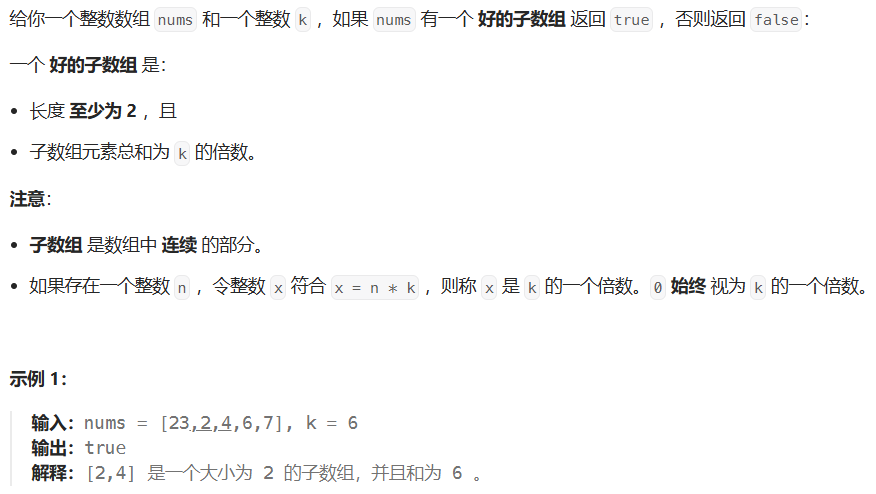 给你一个整数数组 nums 和一个整数 k ，如果 nums 有一个 好的子数组 返回 true ，否则返回 false：
一个 好的子数组 是：
• 长度 至少为 2 ，且
• 子数组元素总和为 k 的倍数。
注意：
• 子数组 是数组中 连续 的部分。
• 如果存在一个整数 n ，令整数 x 符合 x = n * k ，则称 x 是 k 的一个倍数。0 始终 视为 k 的一个倍数。
示例 1：
输入：nums = [23,2,4,6,7], k = 6
输出：true
解释：[2,4] 是一个大小为 2 的子数组，并且和为 6 。